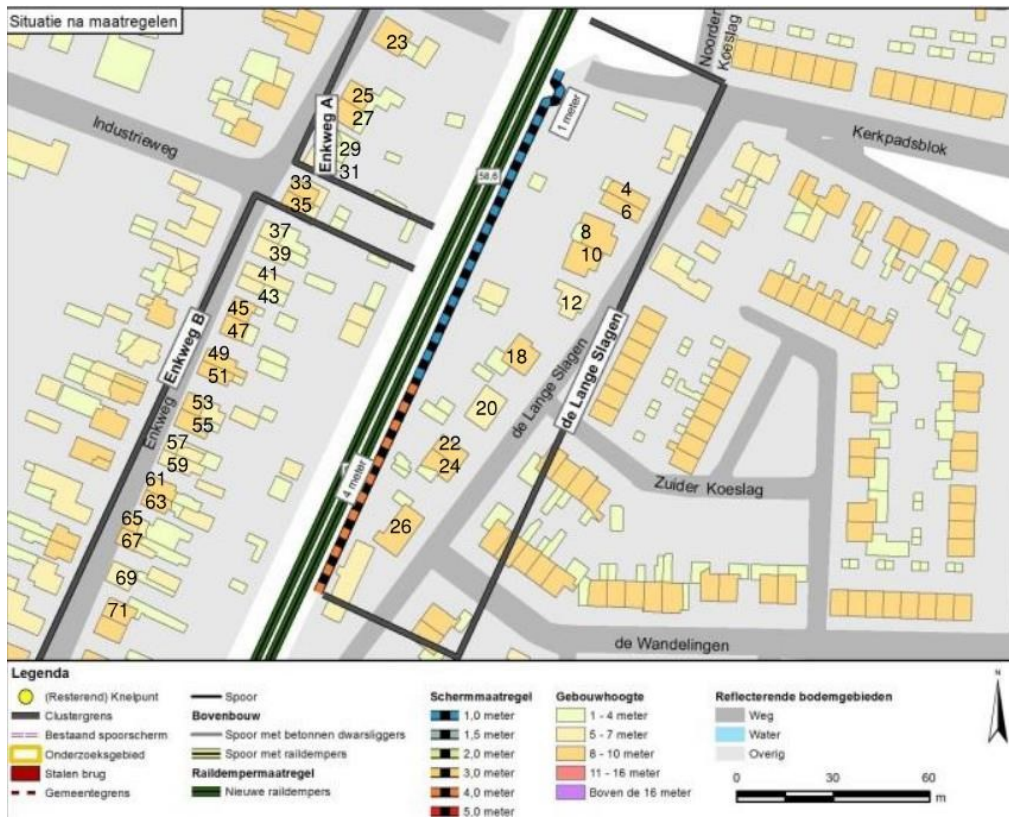 Situatie na maatregelen
Noorder Koeslag
23
Enkweg A
25
27
1 meter
Industrieweg
Kerkpadsblok
29
31
58,6
33
35
4
6
37
39
8
10
41
43
12
45
47
Enkweg B
49
51
18
de Lange Slagen
de Lange Slagen
53
55
20
Enkweg
57
59
22
24
4 meter
61
63
Zuider Koeslag
65
67
26
69
71
de Wandelingen
Legenda
(Resterend) Knelpunt
Clustergrens
Bestaand spoorscherm
Onderzoeksgebied
Stalen brug
Gemeentegrens
Spoor
Bovenbouw
Spoor met betonnen dwarsliggers
Spoor met raildempers
Raildempermaatregel
Nieuwe raildempers
Schermmaatregel
1,0 meter
1,5 meter
2,0 meter
3,0 meter
4,0 meter
5,0 meter
Gebouwhoogte
1 - 4 meter
5 - 7 meter
8 - 10 meter
11 - 16 meter
Boven de 16 meter
Reflecterende bodemgebieden
Weg
Water
Overig
N
0 30 60
m